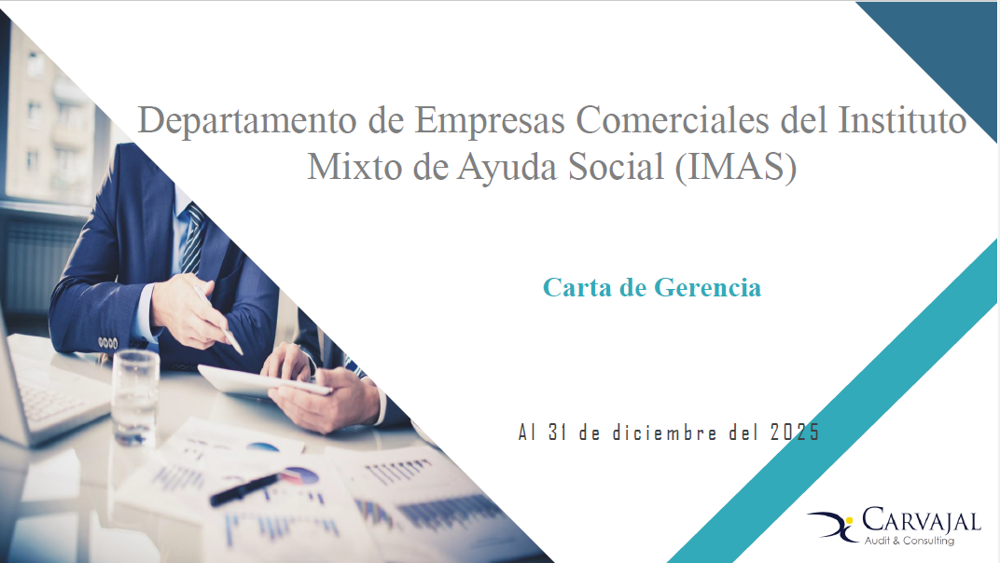 Departamento de Empresas Comerciales del Instituto
Mixto de Ayuda Social (IMAS)
Carta de Gerencia
Al 31 de diciembre del 2025
CARVAJAL
Audit & Consulting